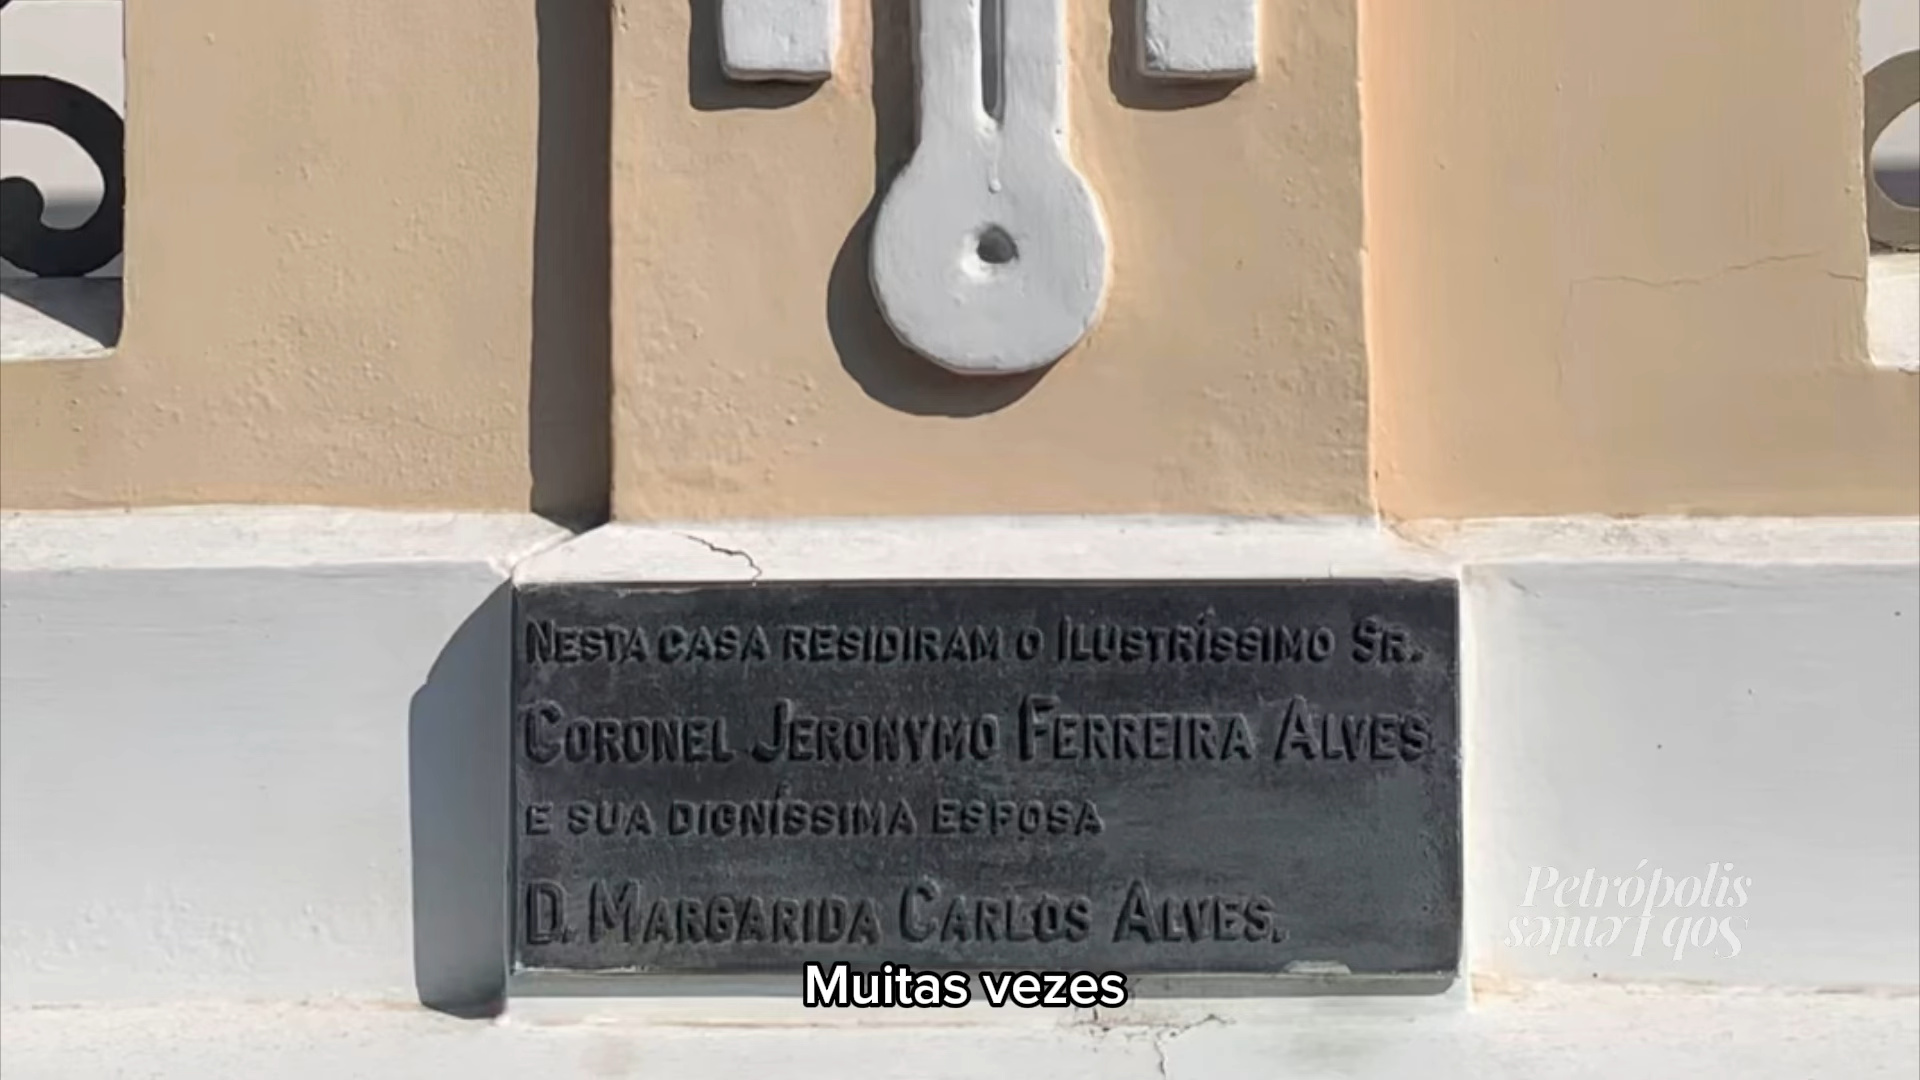 NESTA CASA RESIDIRAM O ILUSTRÍSSIMO SR.
CORONEL JERONYMO FERREIRA ALVES
E SUA DIGNÍSSIMA ESPOSA
D. MARGARIDA CARLOS ALVES.
Petrópolis
Sob Lentes
Muitas vezes